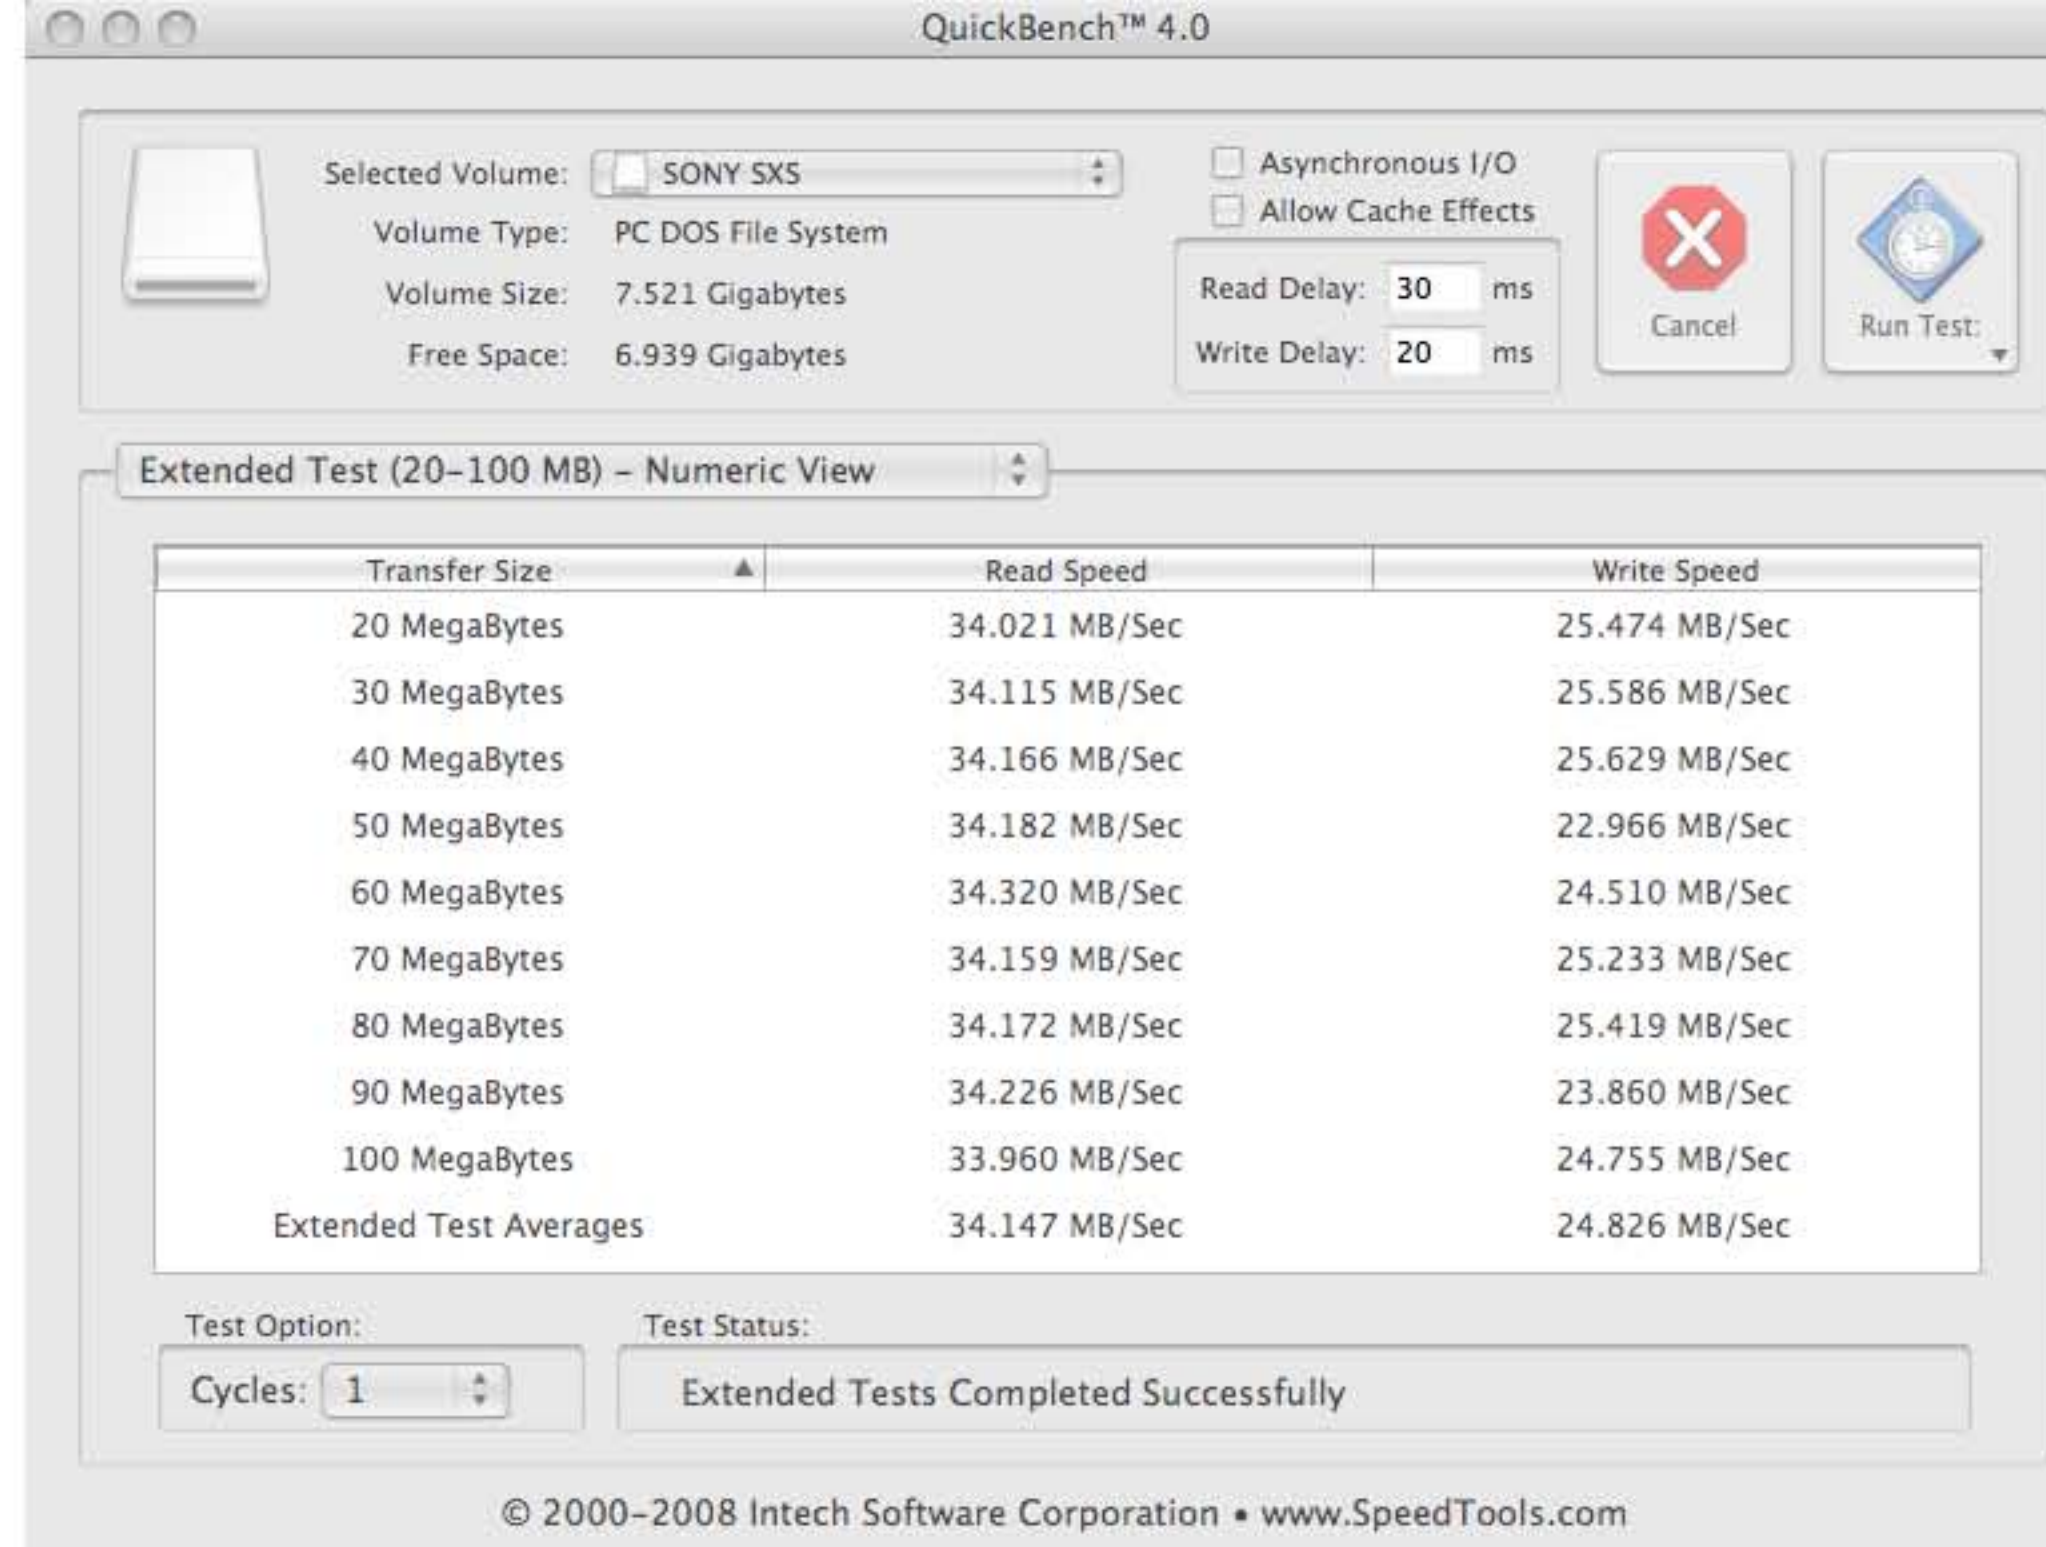 QuickBench™ 4.0
Selected Volume: SONY SXS
Volume Type: PC DOS File System
Volume Size: 7.521 Gigabytes
Free Space: 6.939 Gigabytes
Asynchronous I/O
Allow Cache Effects
Read Delay: 30 ms
Write Delay: 20 ms
Cancel
Run Test:
Extended Test (20–100 MB) – Numeric View
Transfer Size Read Speed Write Speed
20 MegaBytes 34.021 MB/Sec 25.474 MB/Sec
30 MegaBytes 34.115 MB/Sec 25.586 MB/Sec
40 MegaBytes 34.166 MB/Sec 25.629 MB/Sec
50 MegaBytes 34.182 MB/Sec 22.966 MB/Sec
60 MegaBytes 34.320 MB/Sec 24.510 MB/Sec
70 MegaBytes 34.159 MB/Sec 25.233 MB/Sec
80 MegaBytes 34.172 MB/Sec 25.419 MB/Sec
90 MegaBytes 34.226 MB/Sec 23.860 MB/Sec
100 MegaBytes 33.960 MB/Sec 24.755 MB/Sec
Extended Test Averages 34.147 MB/Sec 24.826 MB/Sec
Test Option:
Cycles: 1
Test Status:
Extended Tests Completed Successfully
© 2000–2008 Intech Software Corporation • www.SpeedTools.com